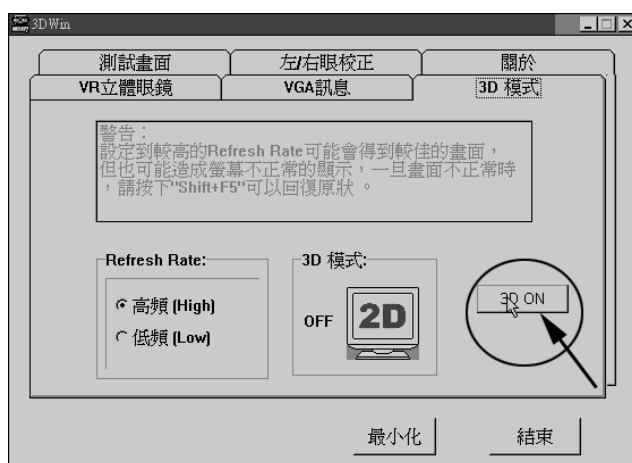 3DWin
測試畫面
左/右眼校正
關於
VR立體眼鏡
VGA訊息
3D 模式
警告：
設定到較高的Refresh Rate可能會得到較佳的畫面，
但也可能造成螢幕不正常的顯示，一旦畫面不正常時
，請按下"Shift+F5"可以回復原狀。
Refresh Rate:
高頻 (High)
低頻 (Low)
3D 模式:
OFF
2D
3D ON
最小化
結束